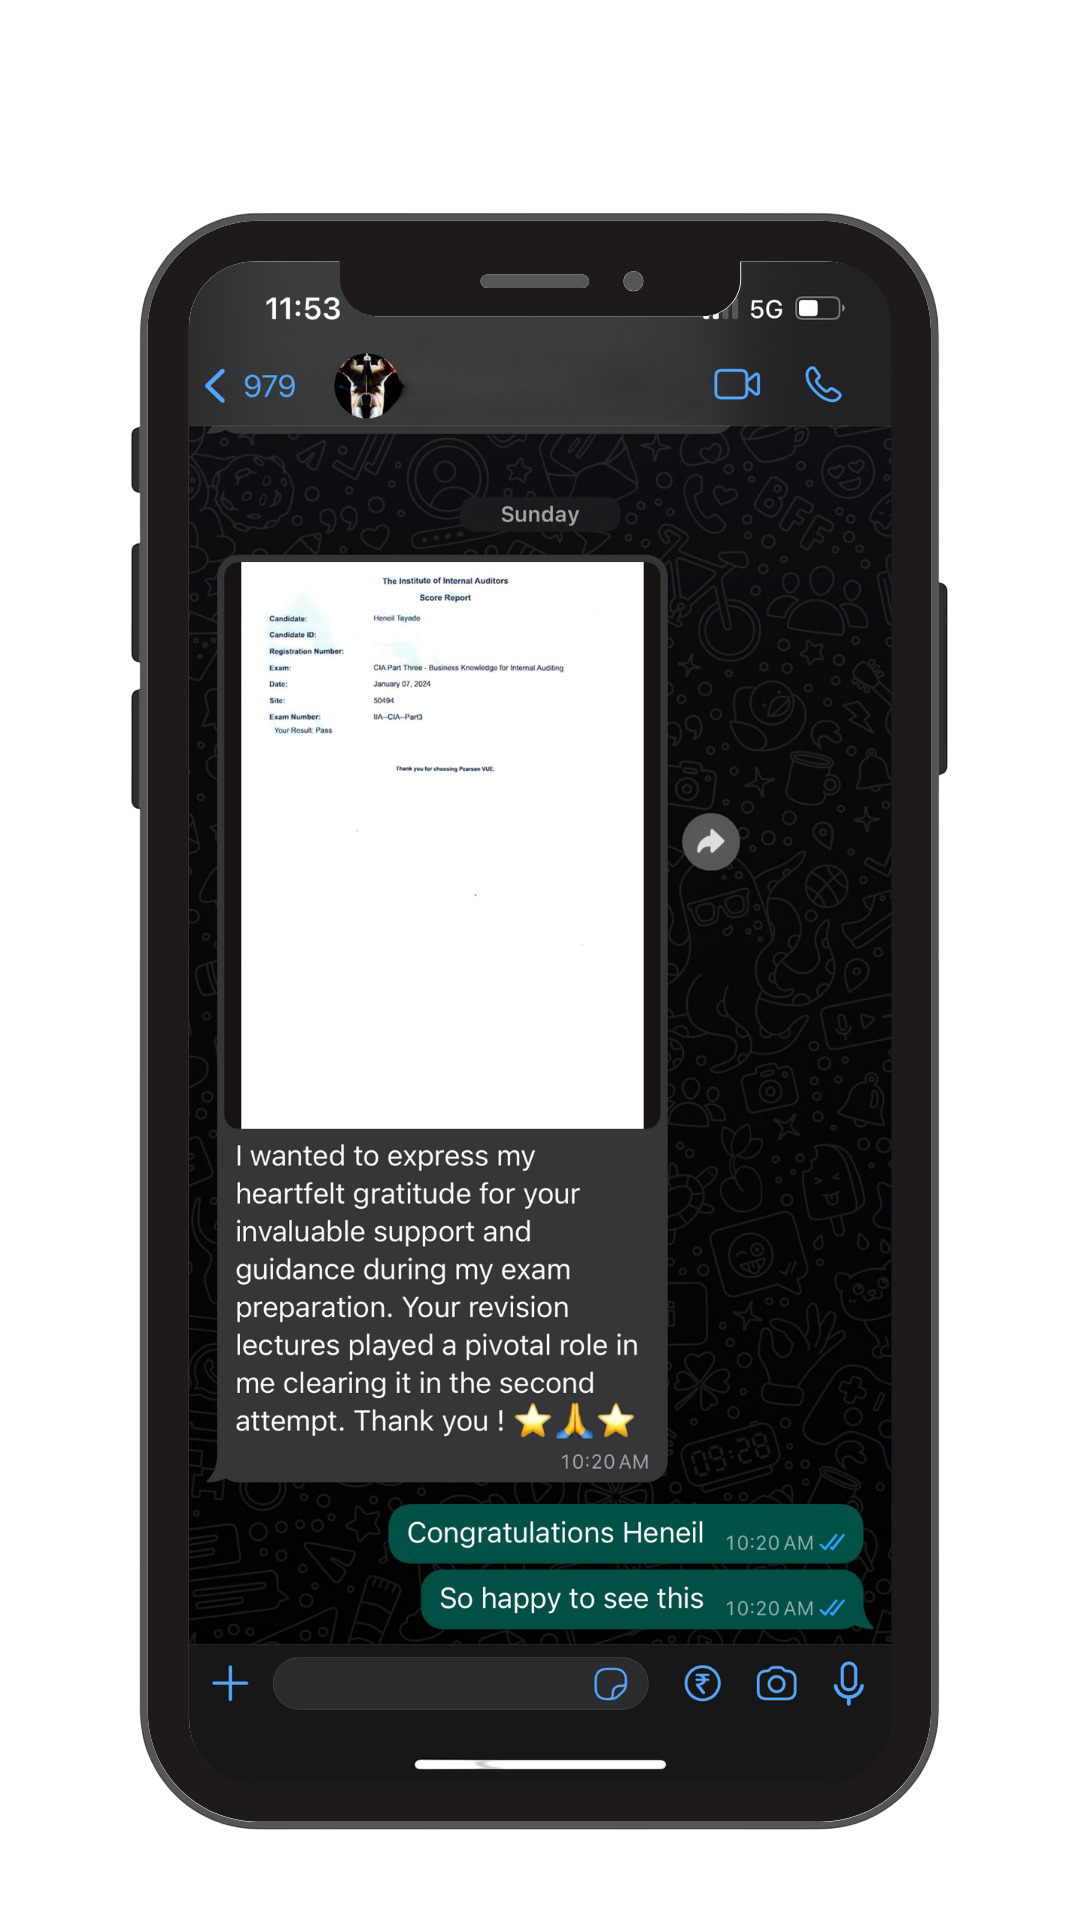 11:53 5G
979
Sunday
The Institute of Internal Auditors
Score Report
Candidate: Heneil Tayade
Candidate ID:
Registration Number:
Exam: CIA Part Three - Business Knowledge for Internal Auditing
Date: January 07, 2024
Site: 50494
Exam Number: IIA--CIA--Part3
Your Result: Pass
Thank you for choosing Pearson VUE.
I wanted to express my
heartfelt gratitude for your
invaluable support and
guidance during my exam
preparation. Your revision
lectures played a pivotal role in
me clearing it in the second
attempt. Thank you ! ⭐🙏⭐
10:20 AM
Congratulations Heneil 10:20 AM
So happy to see this 10:20 AM
BFF
09:28
₹